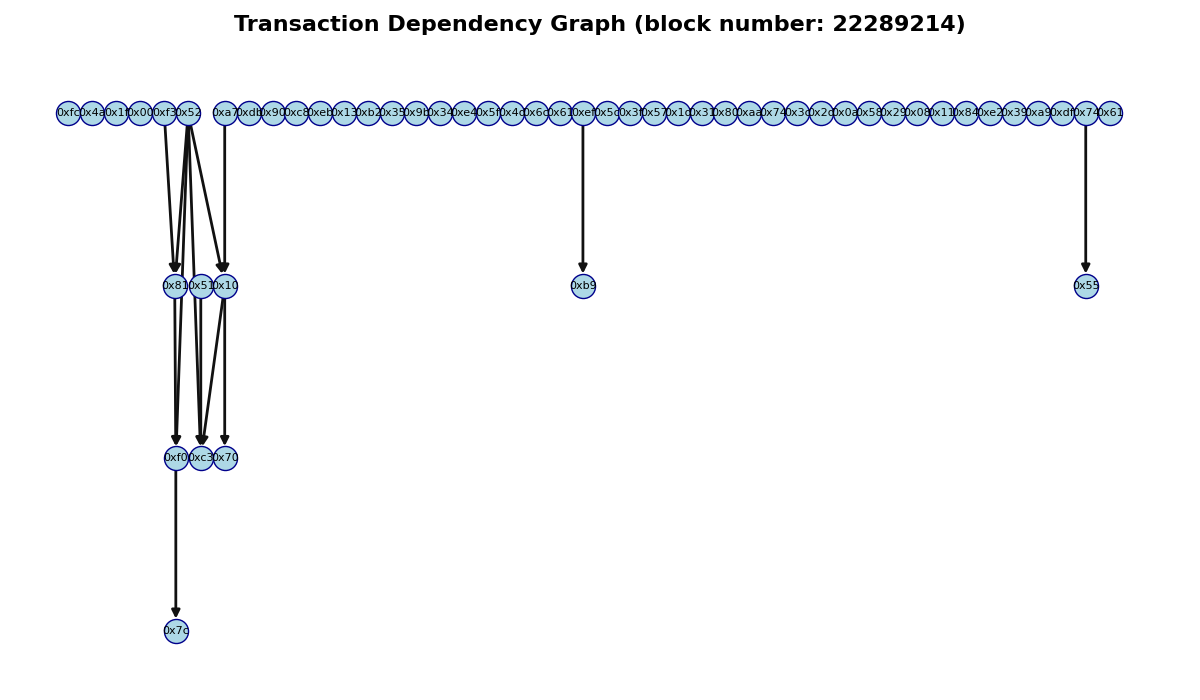 Transaction Dependency Graph (block number: 22289214)
0xfc 0x4a 0x1f 0x00 0xf3 0x52 0xa7 0xdb 0x90 0xc8 0xeb 0x13 0xb2 0x35 0x9b 0x34 0xe4 0x5f 0x4c 0x6c 0x61 0xef 0x5c 0x3f 0x57 0x1c 0x31 0x80 0xaa 0x74 0x3c 0x2c 0x0a 0x58 0x29 0x08 0x11 0x84 0xe2 0x39 0xa9 0xdf 0x74 0x61
0x81 0x51 0x10 0xb9 0x55
0xf0 0xc3 0x70
0x7c